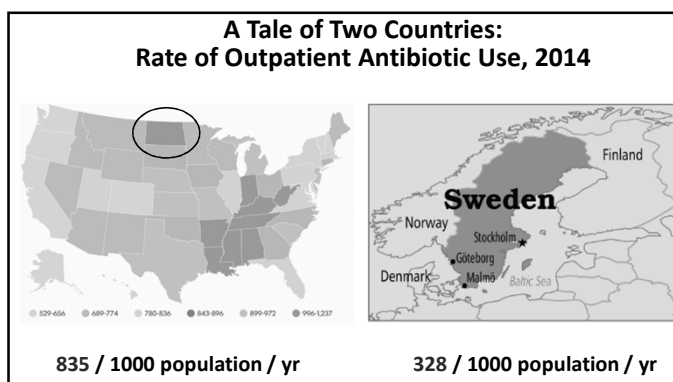 A Tale of Two Countries:
Rate of Outpatient Antibiotic Use, 2014
Finland
Sweden
Norway
Stockholm
Göteborg
Denmark
Malmö
Baltic Sea
529-656 689-774 780-836 843-896 899-972 996-1,237
835 / 1000 population / yr
328 / 1000 population / yr